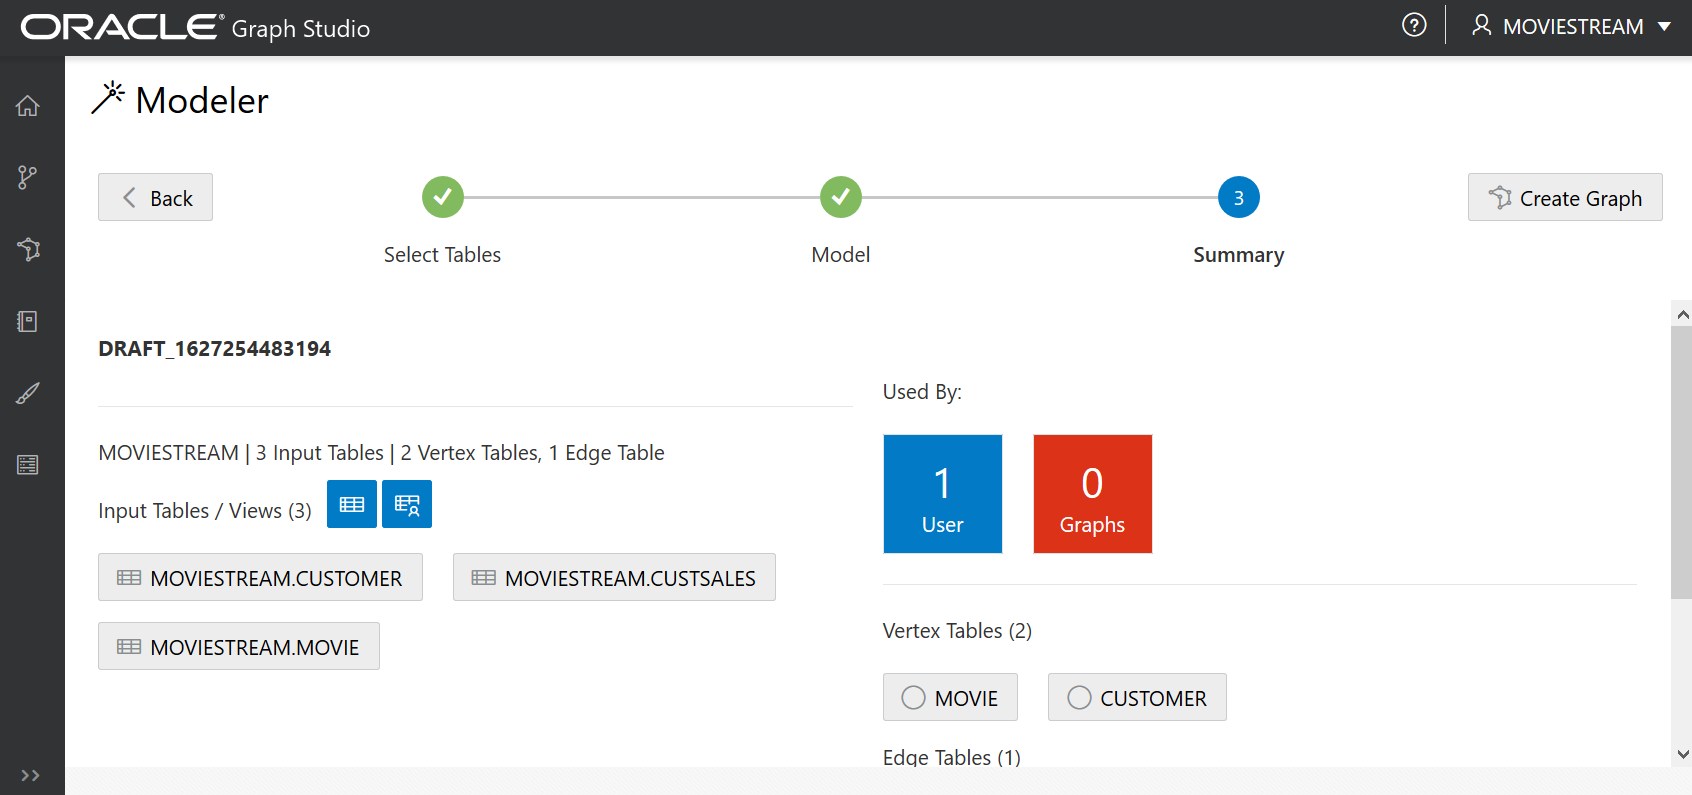 ORACLE® Graph Studio
? MOVIESTREAM
Modeler
Back
3
Create Graph
Select Tables
Model
Summary
DRAFT_1627254483194
MOVIESTREAM | 3 Input Tables | 2 Vertex Tables, 1 Edge Table
Input Tables / Views (3)
MOVIESTREAM.CUSTOMER
MOVIESTREAM.CUSTSALES
MOVIESTREAM.MOVIE
Used By:
1
User
0
Graphs
Vertex Tables (2)
MOVIE
CUSTOMER
Edge Tables (1)